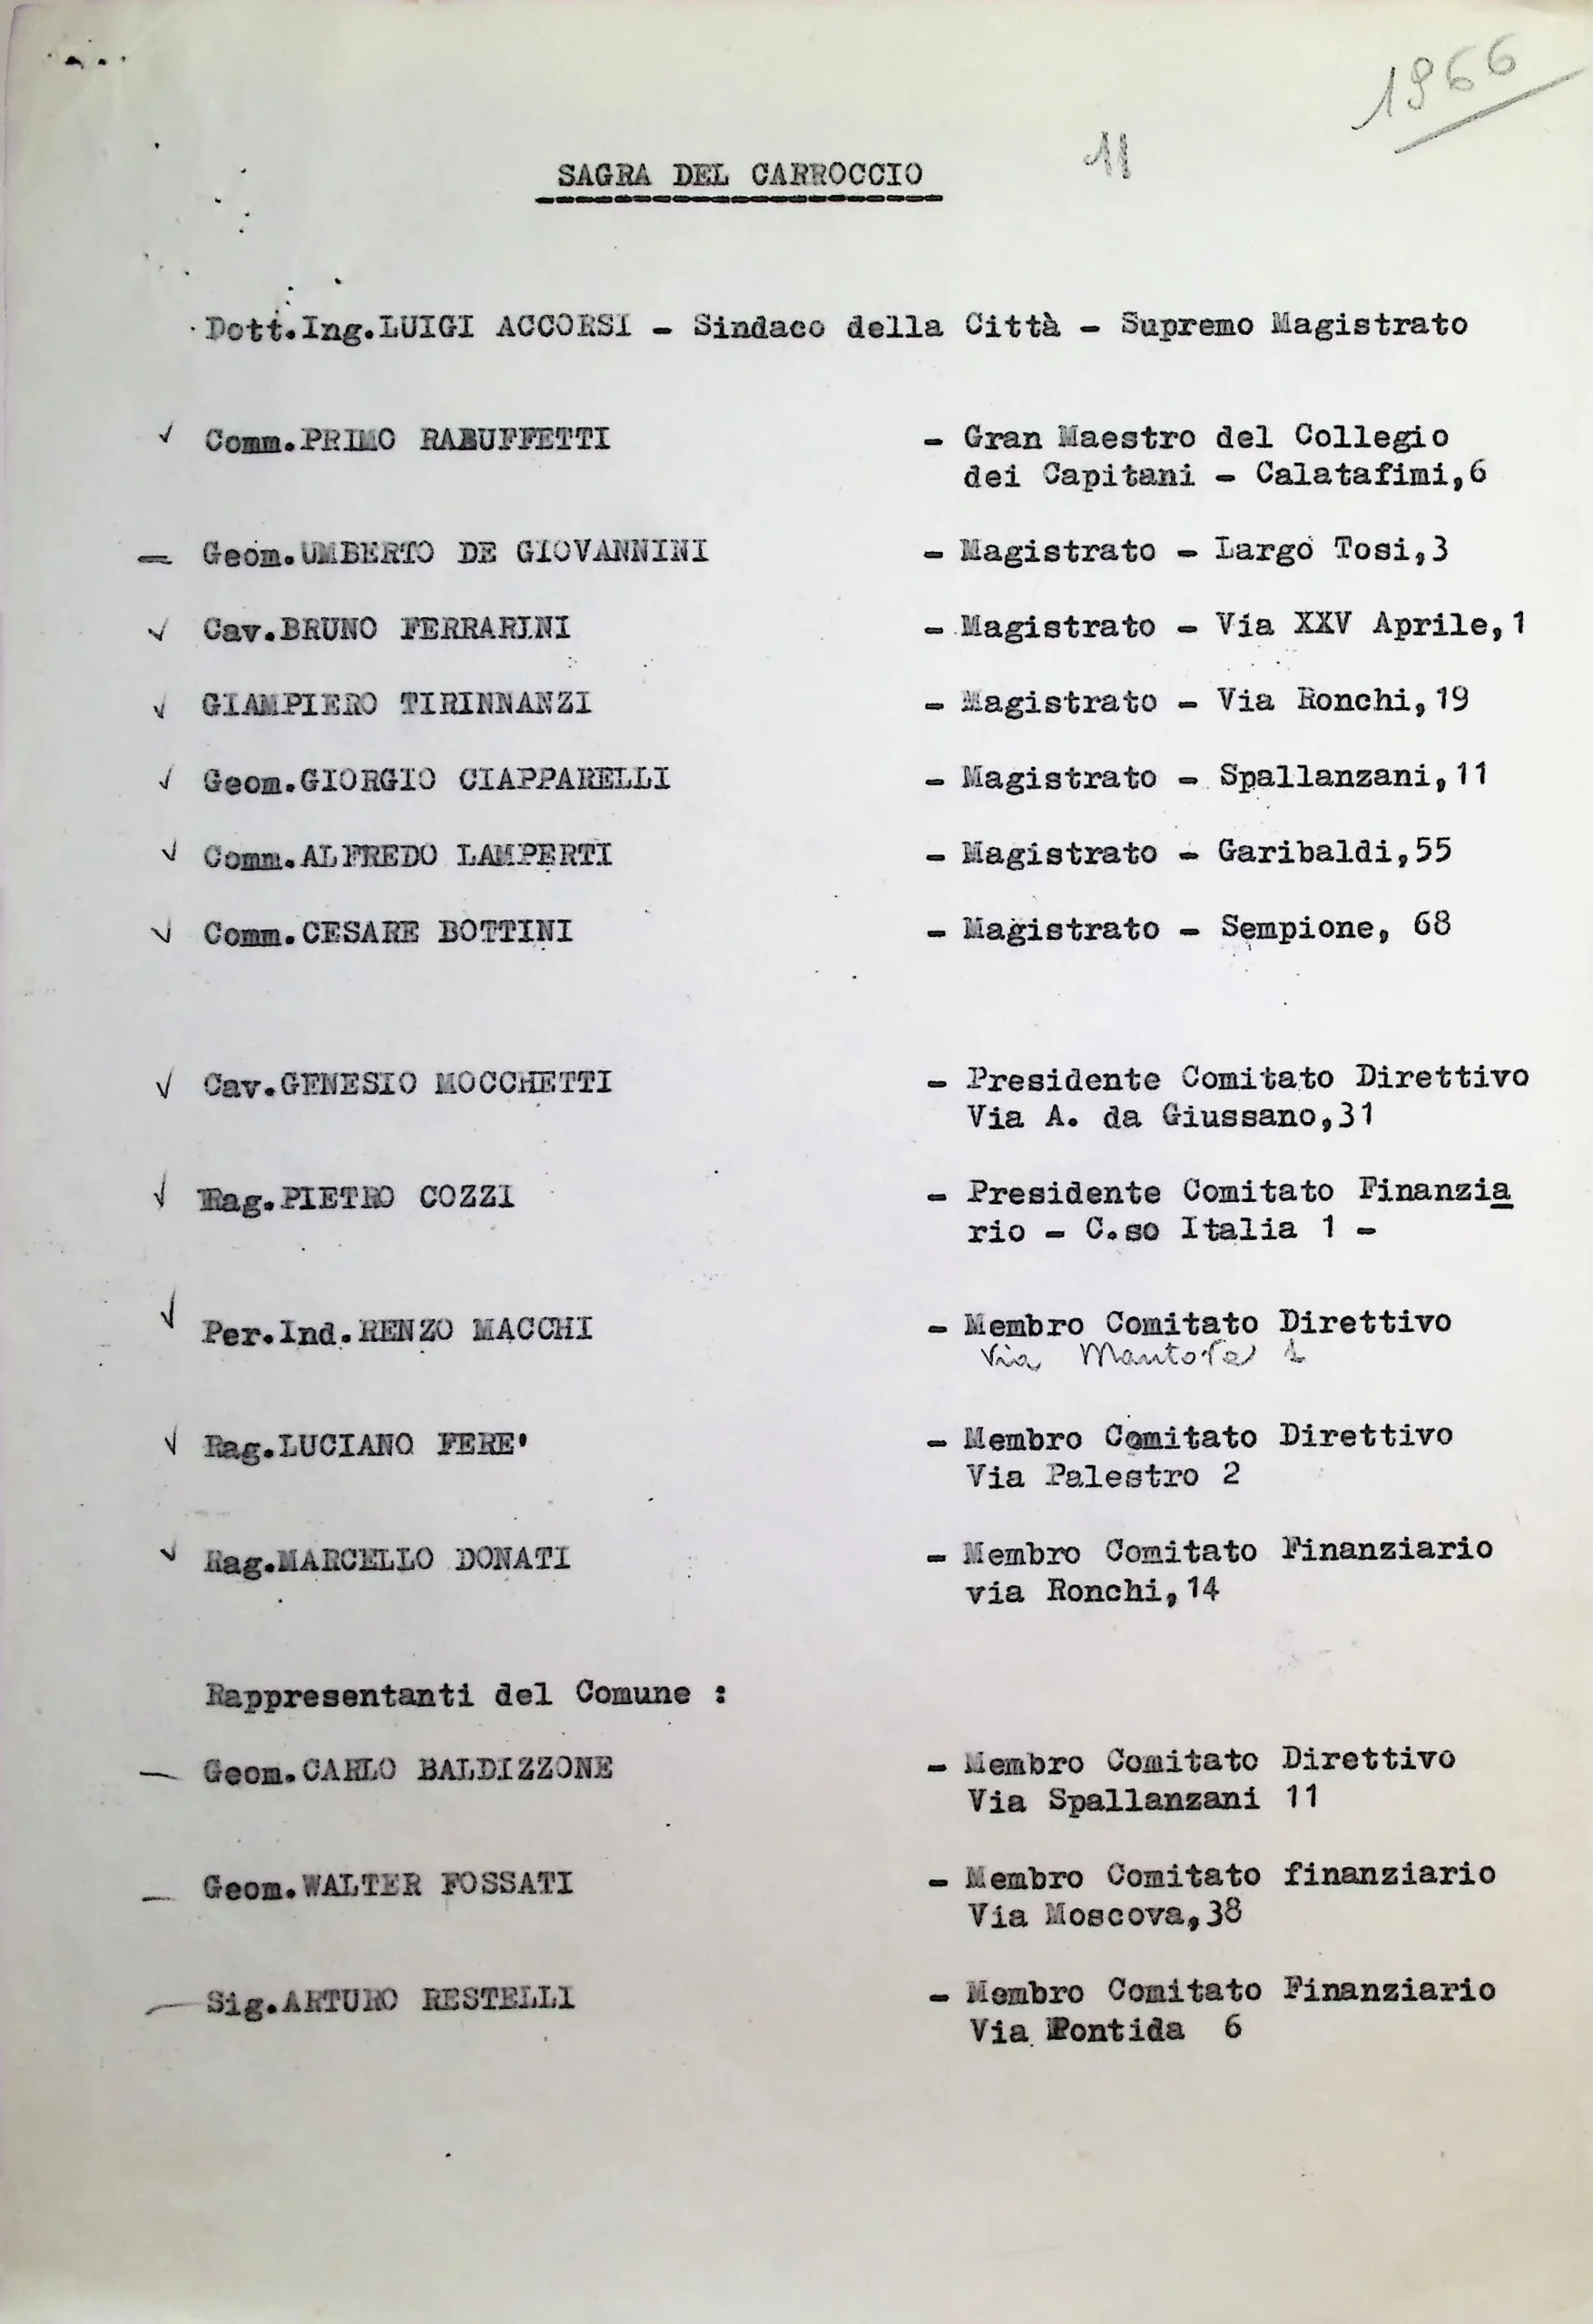 1966
11
SAGRA DEL CARROCCIO
Dott.Ing.LUIGI ACCORSI - Sindaco della Città - Supremo Magistrato
Comm.PRIMO RABUFFETTI - Gran Maestro del Collegio
dei Capitani - Calatafimi,6
Geom.UMBERTO DE GIOVANNINI - Magistrato - Largo Tosi,3
Cav.BRUNO FERRARINI - Magistrato - Via XXV Aprile,1
GIAMPIERO TIRINNANZI - Magistrato - Via Ronchi,19
Geom.GIORGIO CIAPPARELLI - Magistrato - Spallanzani,11
Comm.ALFREDO LAMPERTI - Magistrato - Garibaldi,55
Comm.CESARE BOTTINI - Magistrato - Sempione, 68
Cav.GENESIO MOCCHETTI - Presidente Comitato Direttivo
Via A. da Giussano,31
Rag.PIETRO COZZI - Presidente Comitato Finanzia
rio - C.so Italia 1 -
Per.Ind.RENZO MACCHI - Membro Comitato Direttivo
Via Mantova 1
Rag.LUCIANO FERE' - Membro Comitato Direttivo
Via Palestro 2
Rag.MARCELLO DONATI - Membro Comitato Finanziario
via Ronchi,14
Rappresentanti del Comune :
Geom.CARLO BALDIZZONE - Membro Comitato Direttivo
Via Spallanzani 11
Geom.WALTER FOSSATI - Membro Comitato finanziario
Via Moscova,38
Sig.ARTURO RESTELLI - Membro Comitato Finanziario
Via Pontida 6